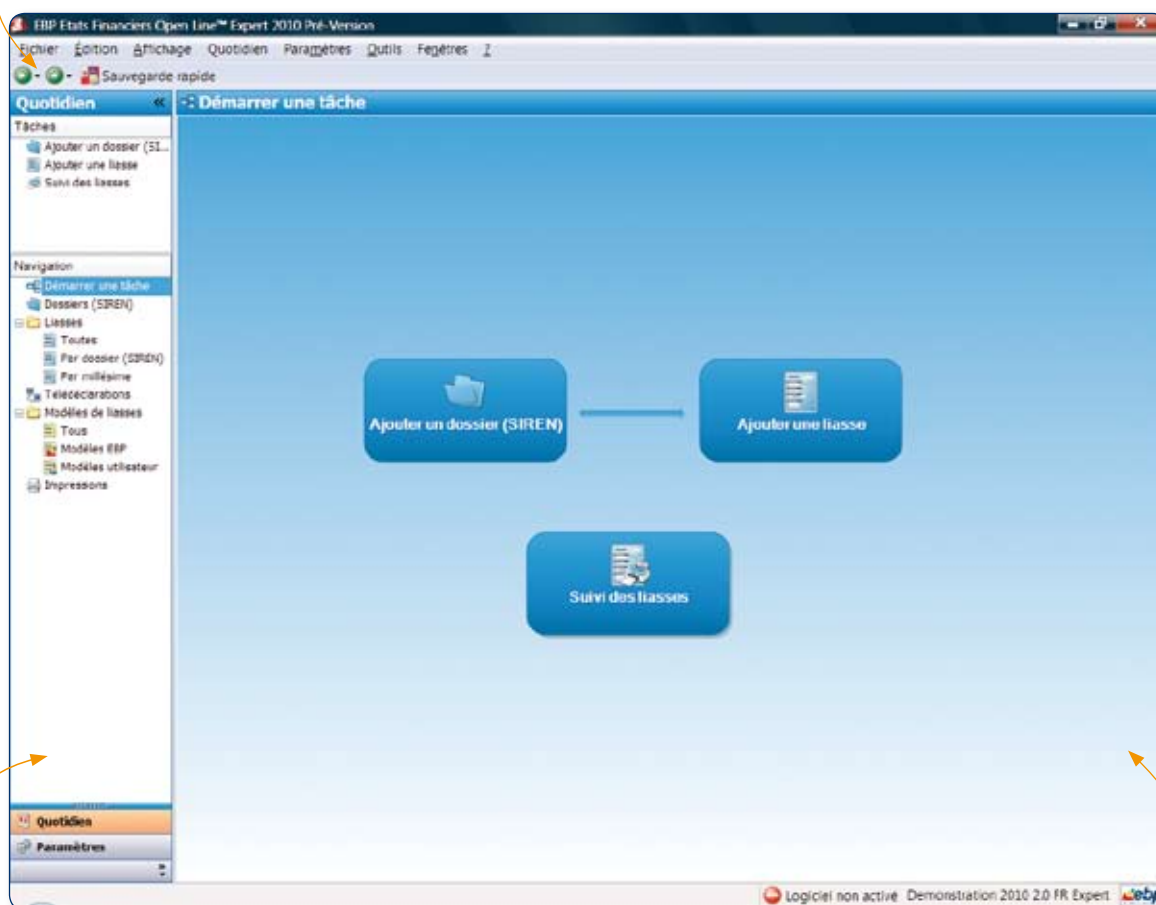 EBP Etats Financiers Open Line™ Expert 2010 Pré-Version
Fichier Édition Affichage Quotidien Paramètres Outils Fenêtres ?
Sauvegarde rapide
Quotidien «
Démarrer une tâche
Tâches
Ajouter un dossier (SI...
Ajouter une liasse
Suivi des liasses
Navigation
Démarrer une tâche
Dossiers (SIREN)
Liasses
Toutes
Par dossier (SIREN)
Par millésime
Télédéclarations
Modèles de liasses
Tous
Modèles EBP
Modèles utilisateur
Impressions
Ajouter un dossier (SIREN)
Ajouter une liasse
Suivi des liasses
Quotidien
Paramètres
Logiciel non activé Demonstration 2010 2.0 FR Expert ebp